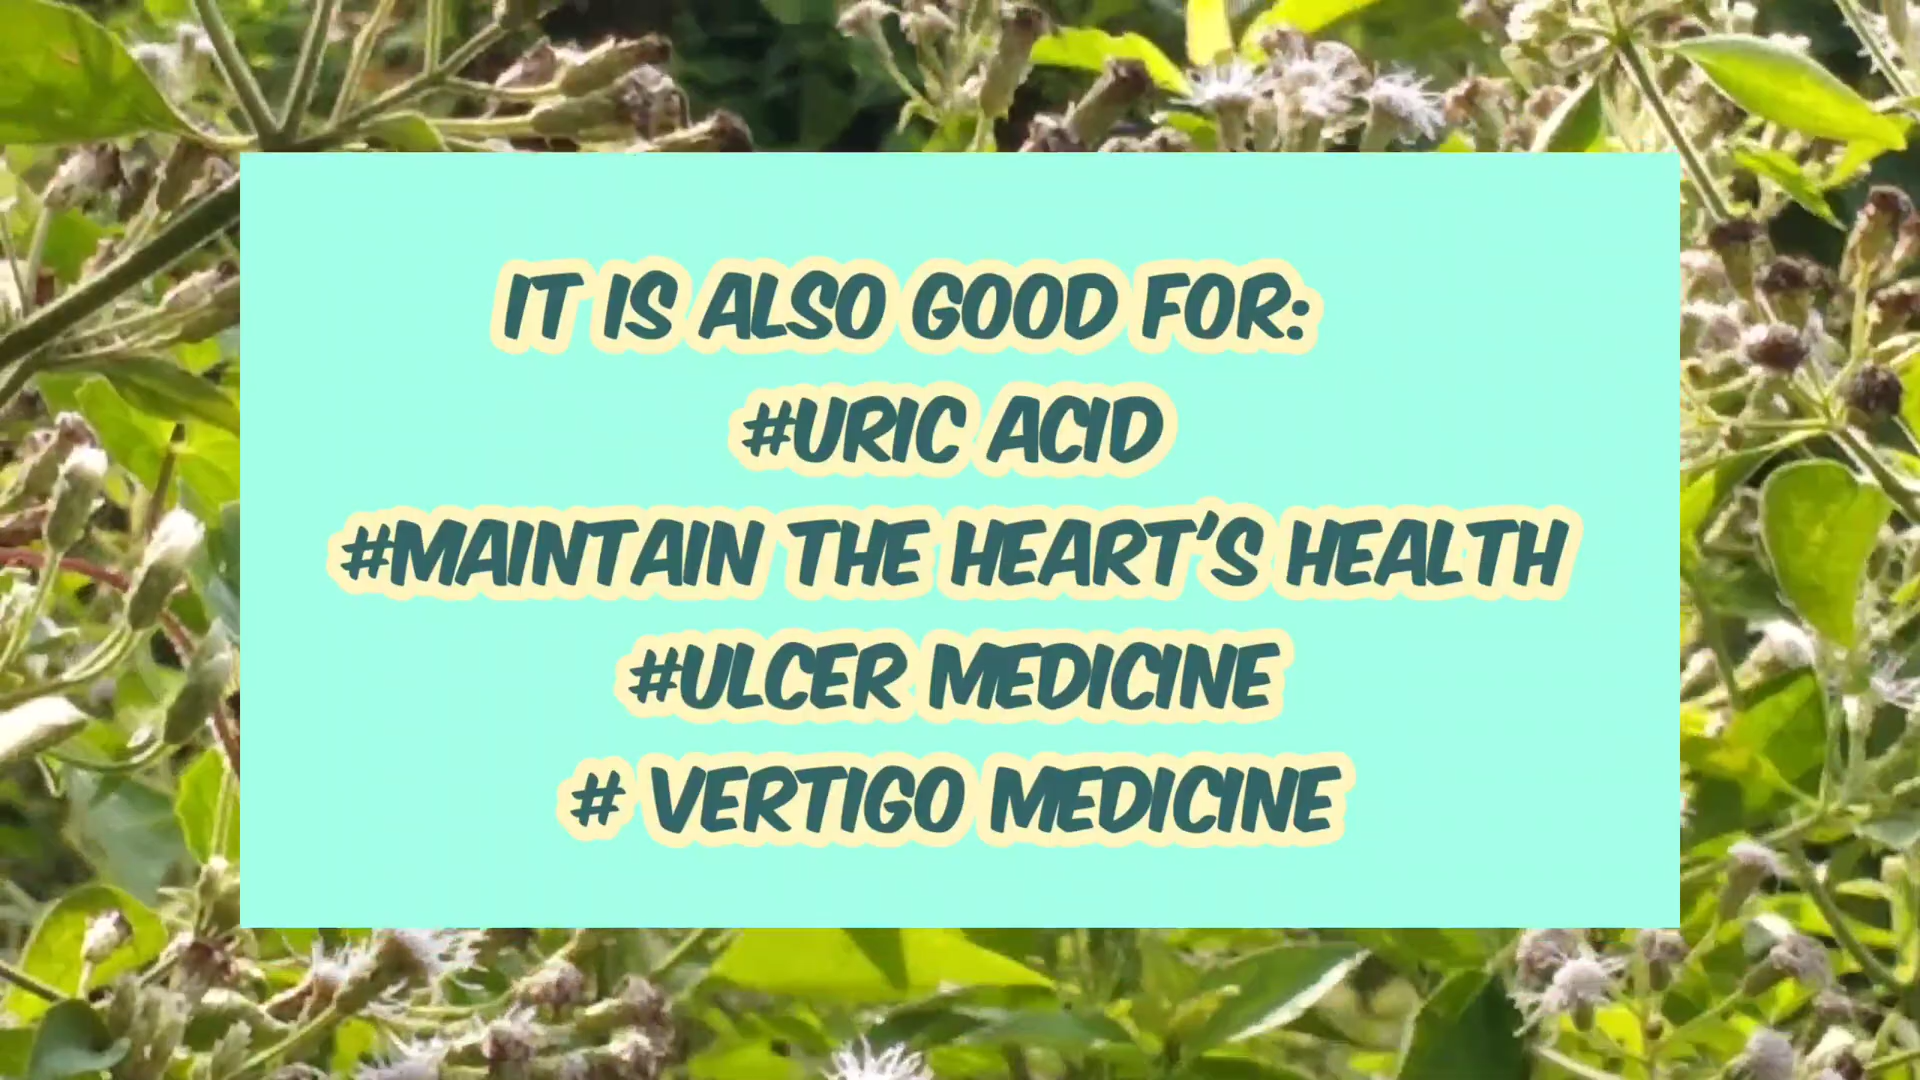 IT IS ALSO GOOD FOR:
#URIC ACID
#MAINTAIN THE HEART'S HEALTH
#ULCER MEDICINE
# VERTIGO MEDICINE